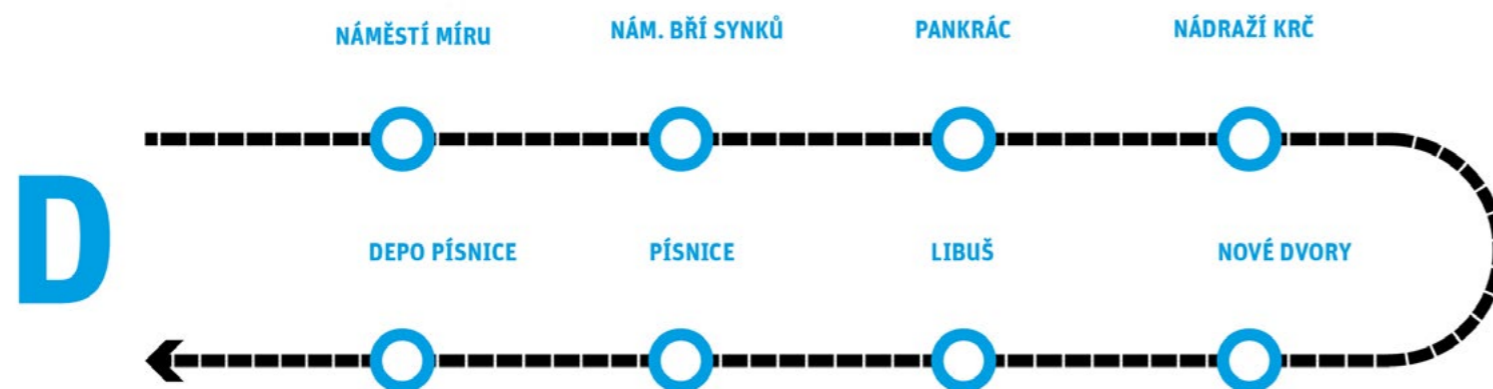 NÁMĚSTÍ MÍRU
NÁM. BŘÍ SYNKŮ
PANKRÁC
NÁDRAŽÍ KRČ
D
DEPO PÍSNICE
PÍSNICE
LIBUŠ
NOVÉ DVORY